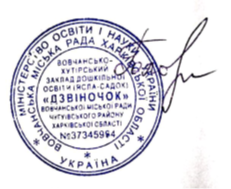 МІНІСТЕРСТВО ОСВІТИ І НАУКИ УКРАЇНИ
ВОВЧАНСЬКА МІСЬКА РАДА ХАРКІВСЬКОЇ ОБЛАСТІ
ВОВЧАНСЬКО-
ХУТІРСЬКИЙ
ЗАКЛАД ДОШКІЛЬНОЇ
ОСВІТИ (ЯСЛА-САДОК)
«ДЗВІНОЧОК»
ВОВЧАНСЬКОЇ МІСЬКОЇ РАДИ
ЧУГУЇВСЬКОГО РАЙОНУ
ХАРКІВСЬКОЇ ОБЛАСТІ
№37345994
* УКРАЇНА *